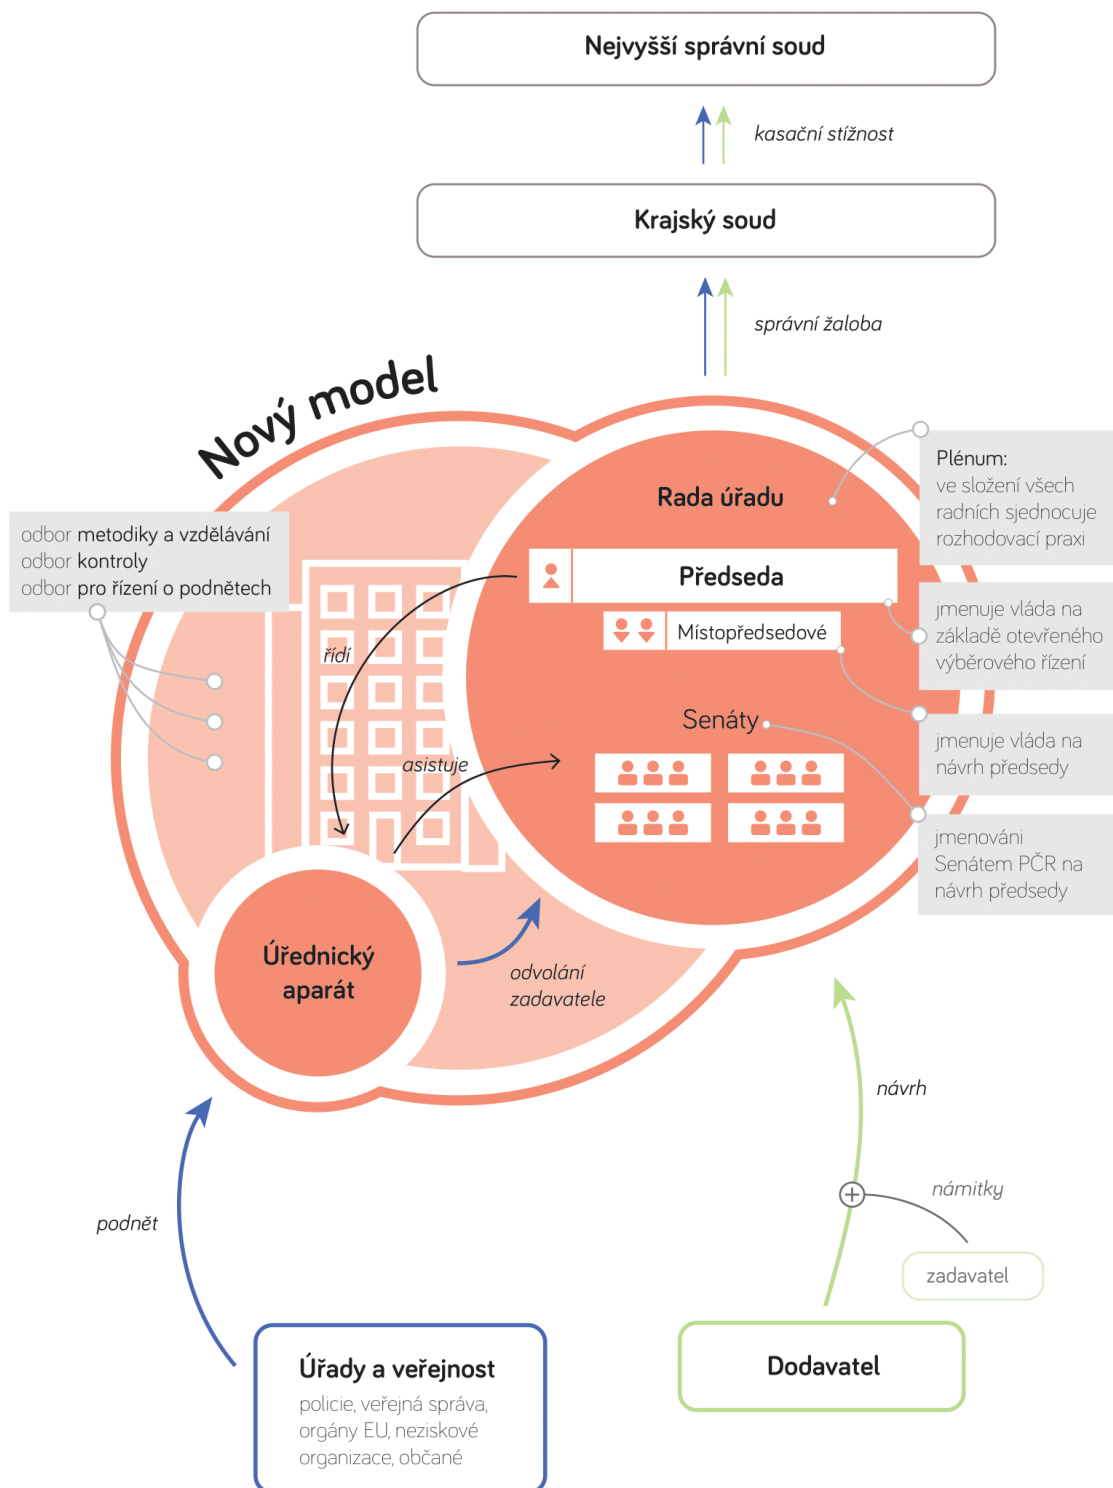 Nejvyšší správní soud
kasační stížnost
Krajský soud
správní žaloba
Nový model
Rada úřadu
Plénum:
ve složení všech
radních sjednocuje
rozhodovací praxi
odbor metodiky a vzdělávání
odbor kontroly
odbor pro řízení o podnětech
Předseda
jmenuje vláda na
základě otevřeného
výběrového řízení
Místopředsedové
řídí
Senáty
jmenuje vláda na
návrh předsedy
asistuje
jmenováni
Senátem PČR na
návrh předsedy
Úřednický
aparát
odvolání
zadavatele
návrh
námitky
podnět
zadavatel
Úřady a veřejnost
policie, veřejná správa,
orgány EU, neziskové
organizace, občané
Dodavatel